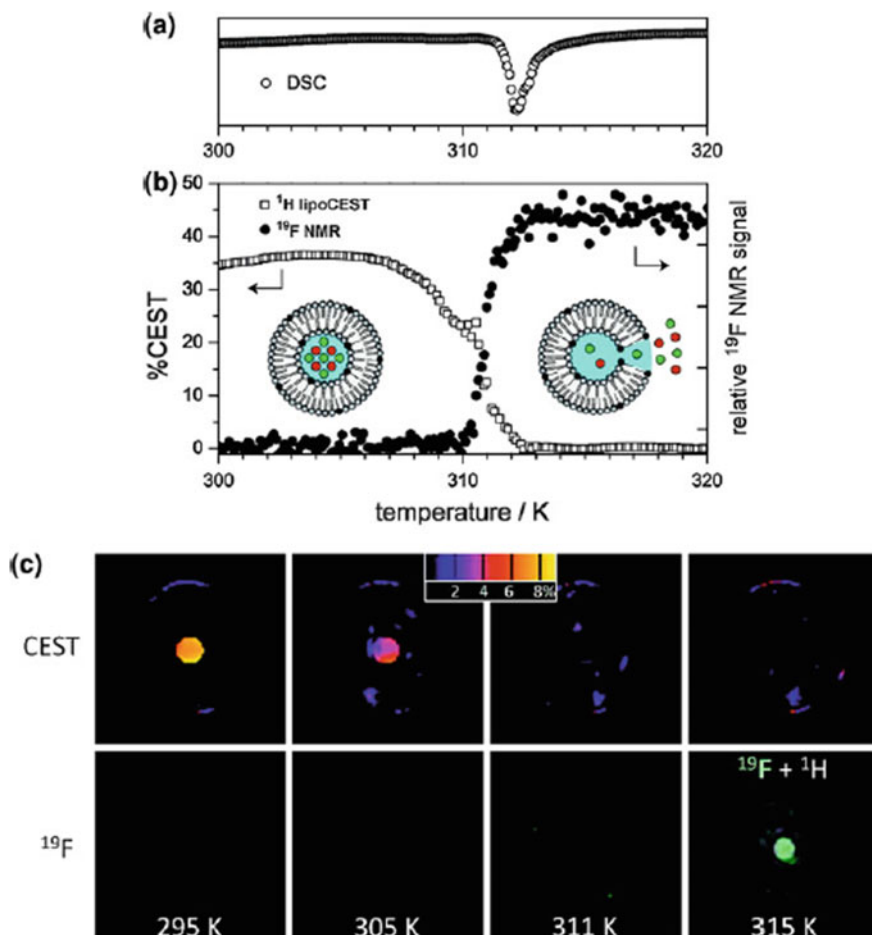 (a)
DSC
300 310 320
(b)
50
40
30
20
10
0
%CEST
¹H lipoCEST
¹⁹F NMR
relative ¹⁹F NMR signal
300 310 320
temperature / K
(c)
2 4 6 8%
CEST
¹⁹F + ¹H
¹⁹F
295 K 305 K 311 K 315 K